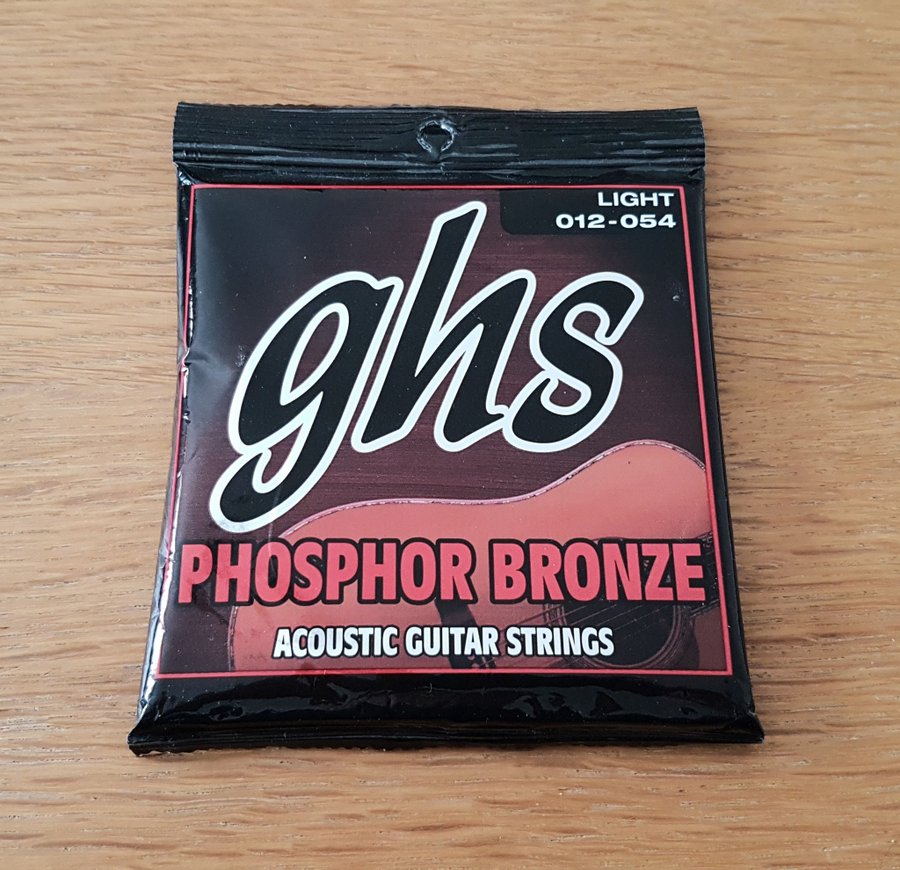 LIGHT
012-054
ghs
PHOSPHOR BRONZE
ACOUSTIC GUITAR STRINGS